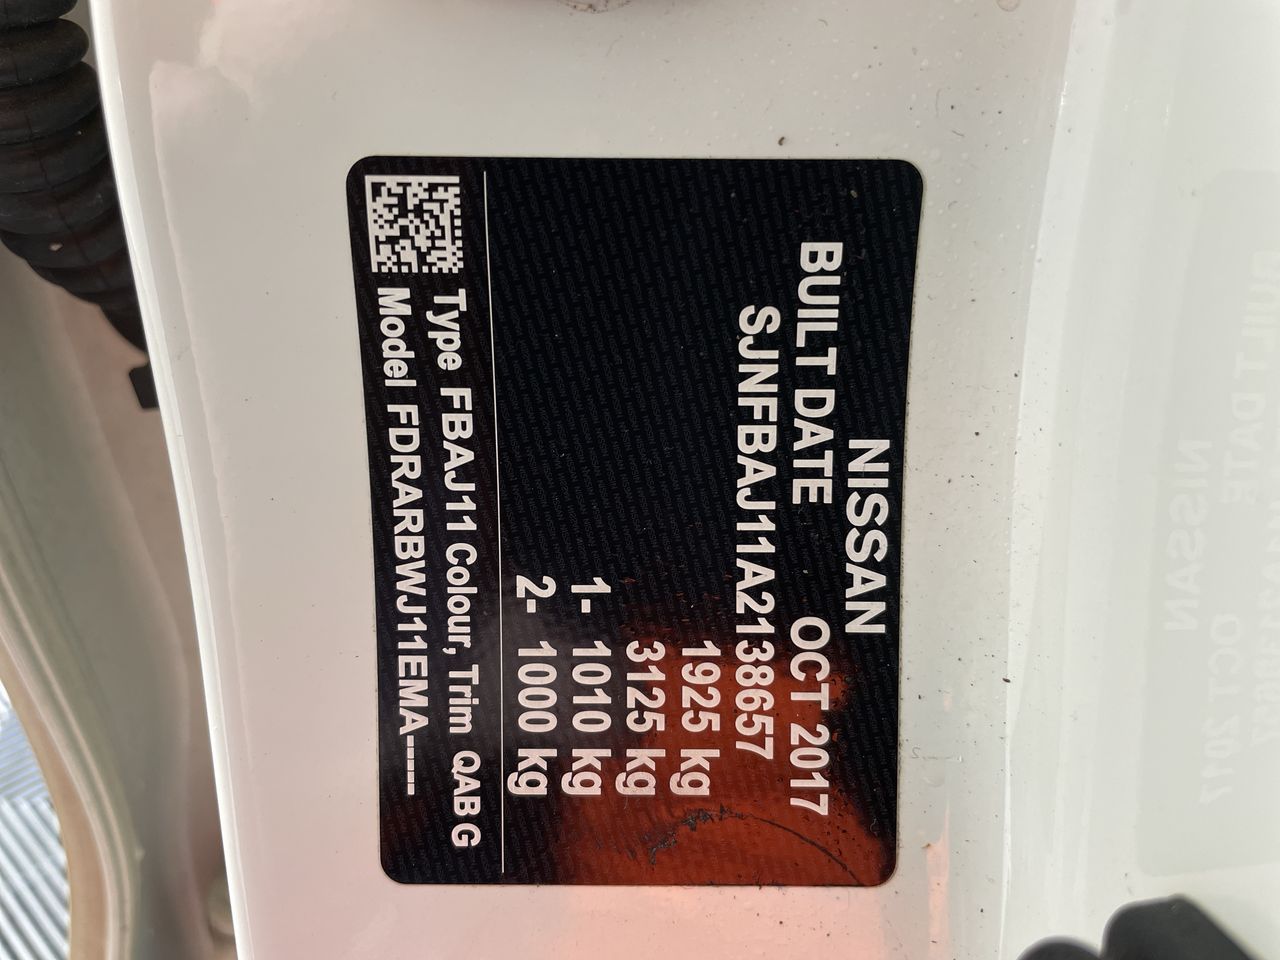 NISSAN
BUILT DATE OCT 2017
SJNFBAJ11A2138657
1925 kg
3125 kg
1- 1010 kg
2- 1000 kg
Type FBAJ11 Colour, Trim QAB G
Model FDRARBWJ11EMA-----